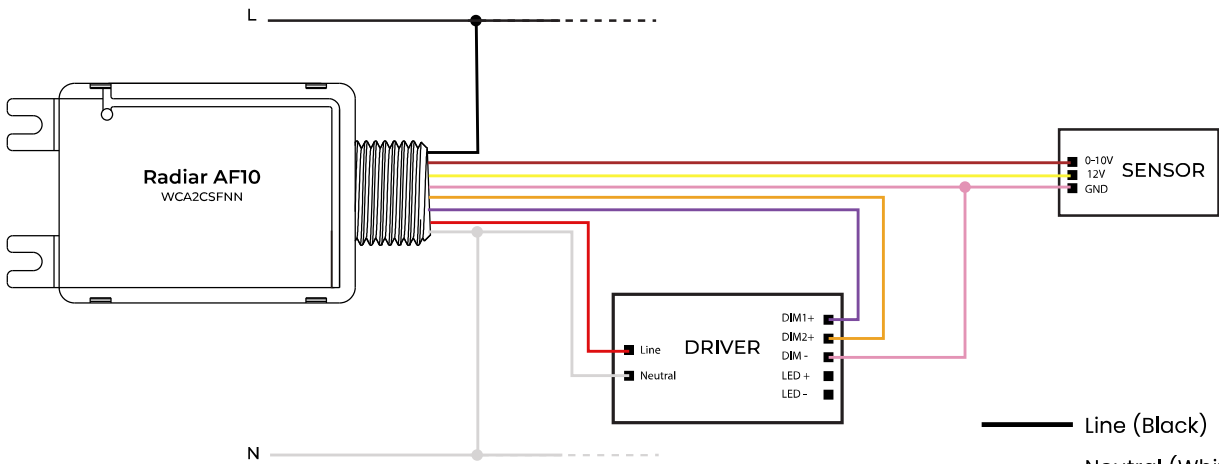 L
Radiar AF10
WCA2CSFNN
0-10V
12V
GND
SENSOR
DIM1+
DIM2+
DIM -
LED +
LED -
Line
Neutral
DRIVER
N
Line (Black)